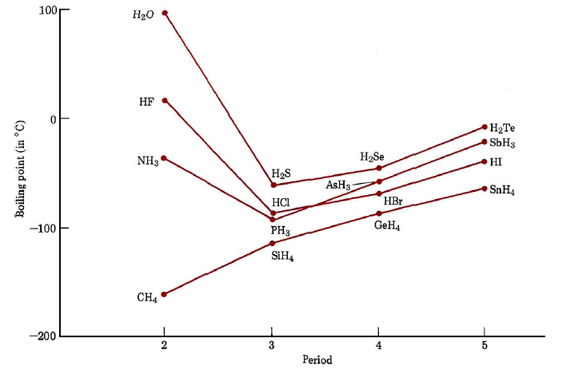 100
H₂O
HF
0
H₂Te
SbH₃
NH₃
H₂Se
HI
H₂S
AsH₃
SnH₄
HCl
HBr
PH₃
GeH₄
−100
SiH₄
CH₄
−200
2
3
4
5
Period
Boiling point (in °C)